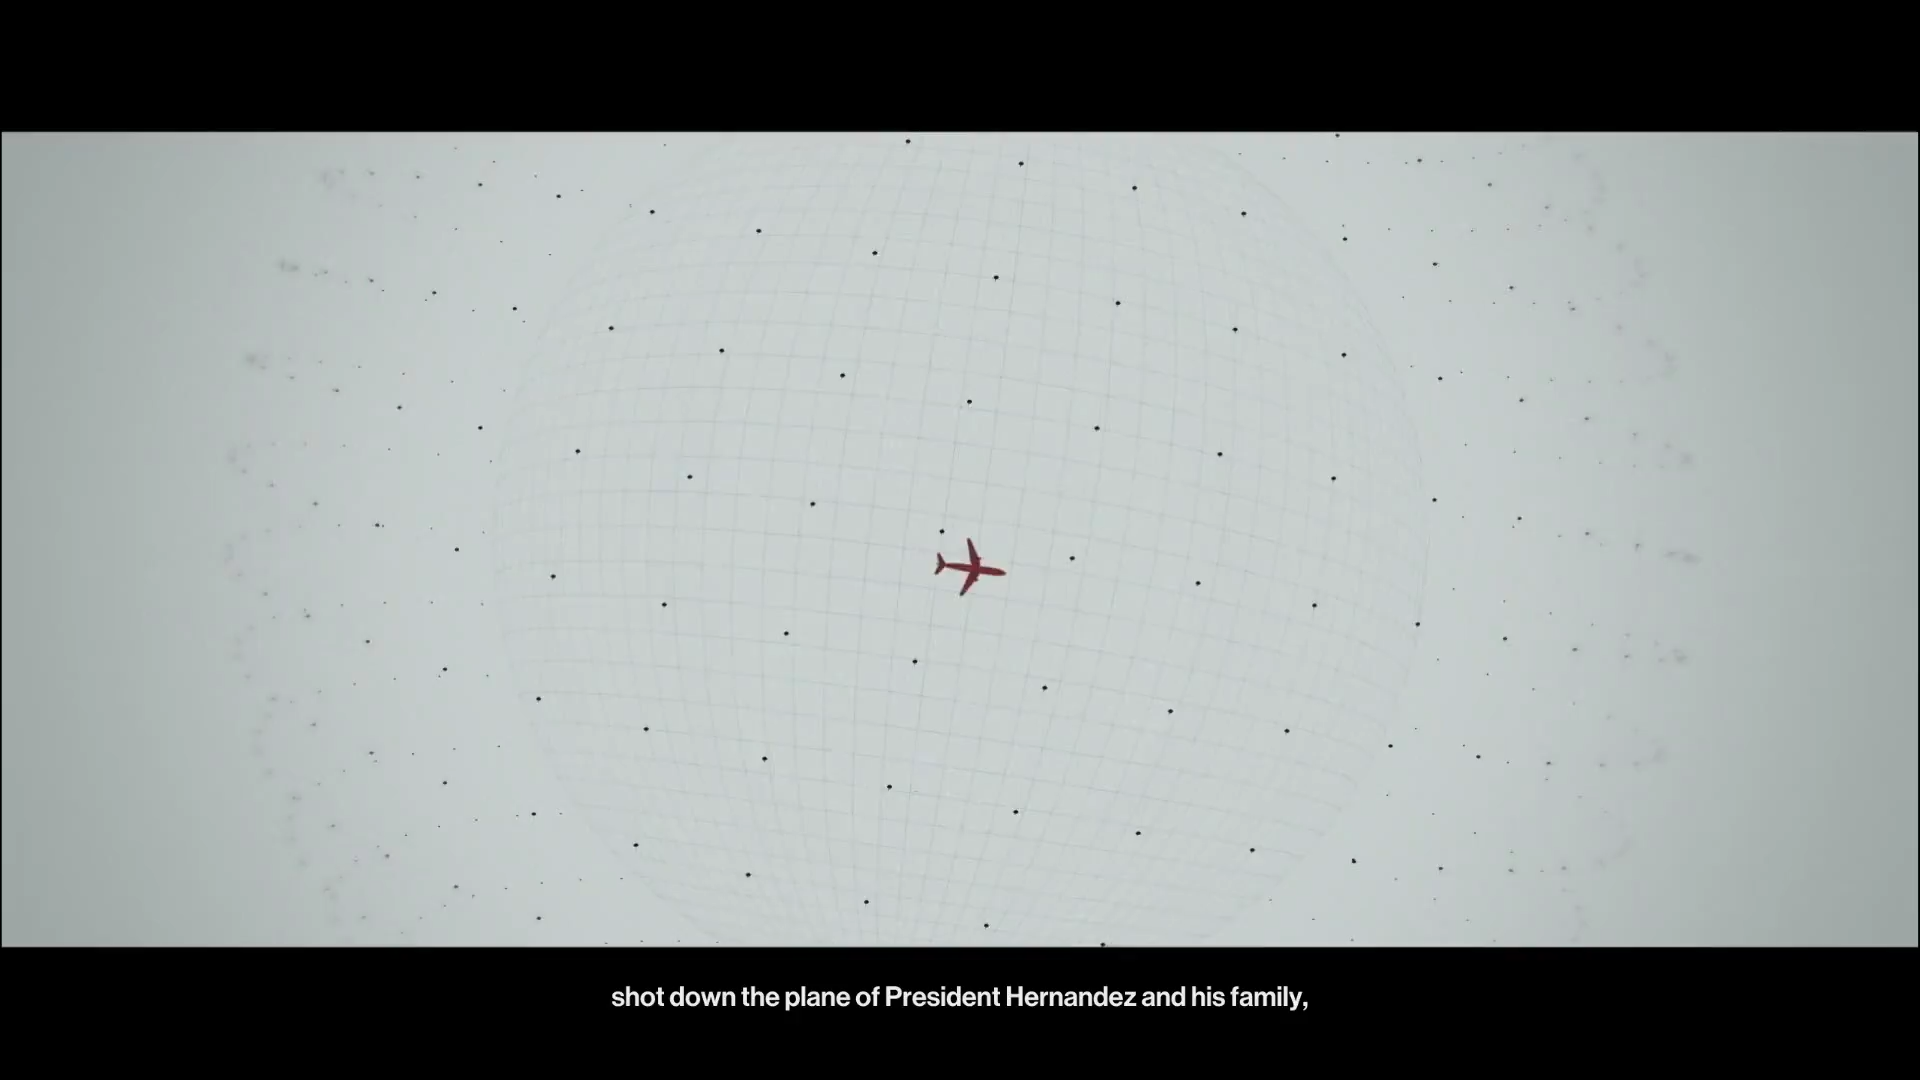 shot down the plane of President Hernandez and his family,